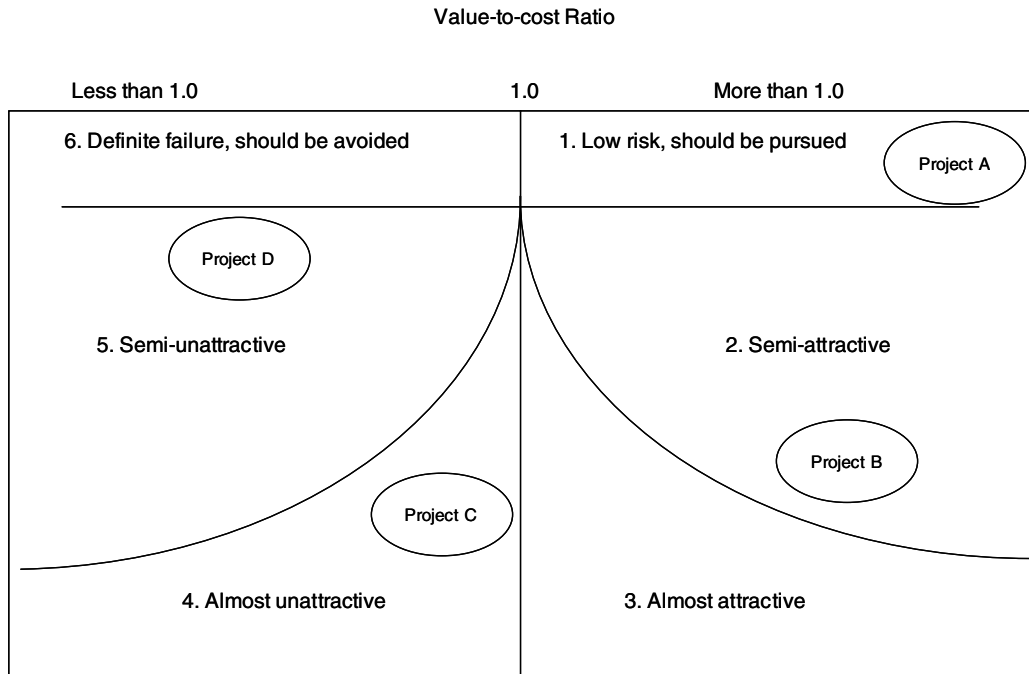 Value-to-cost Ratio
Less than 1.0
1.0
More than 1.0
6. Definite failure, should be avoided
1. Low risk, should be pursued
Project A
Project D
5. Semi-unattractive
2. Semi-attractive
Project B
Project C
4. Almost unattractive
3. Almost attractive